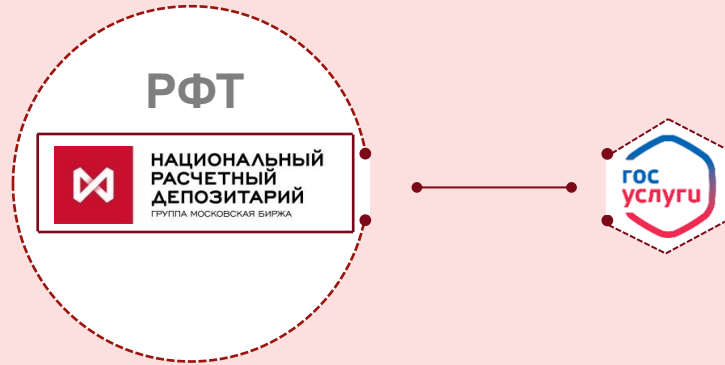 РФТ
НАЦИОНАЛЬНЫЙ
РАСЧЕТНЫЙ
ДЕПОЗИТАРИЙ
ГРУППА МОСКОВСКАЯ БИРЖА
гос
услуги